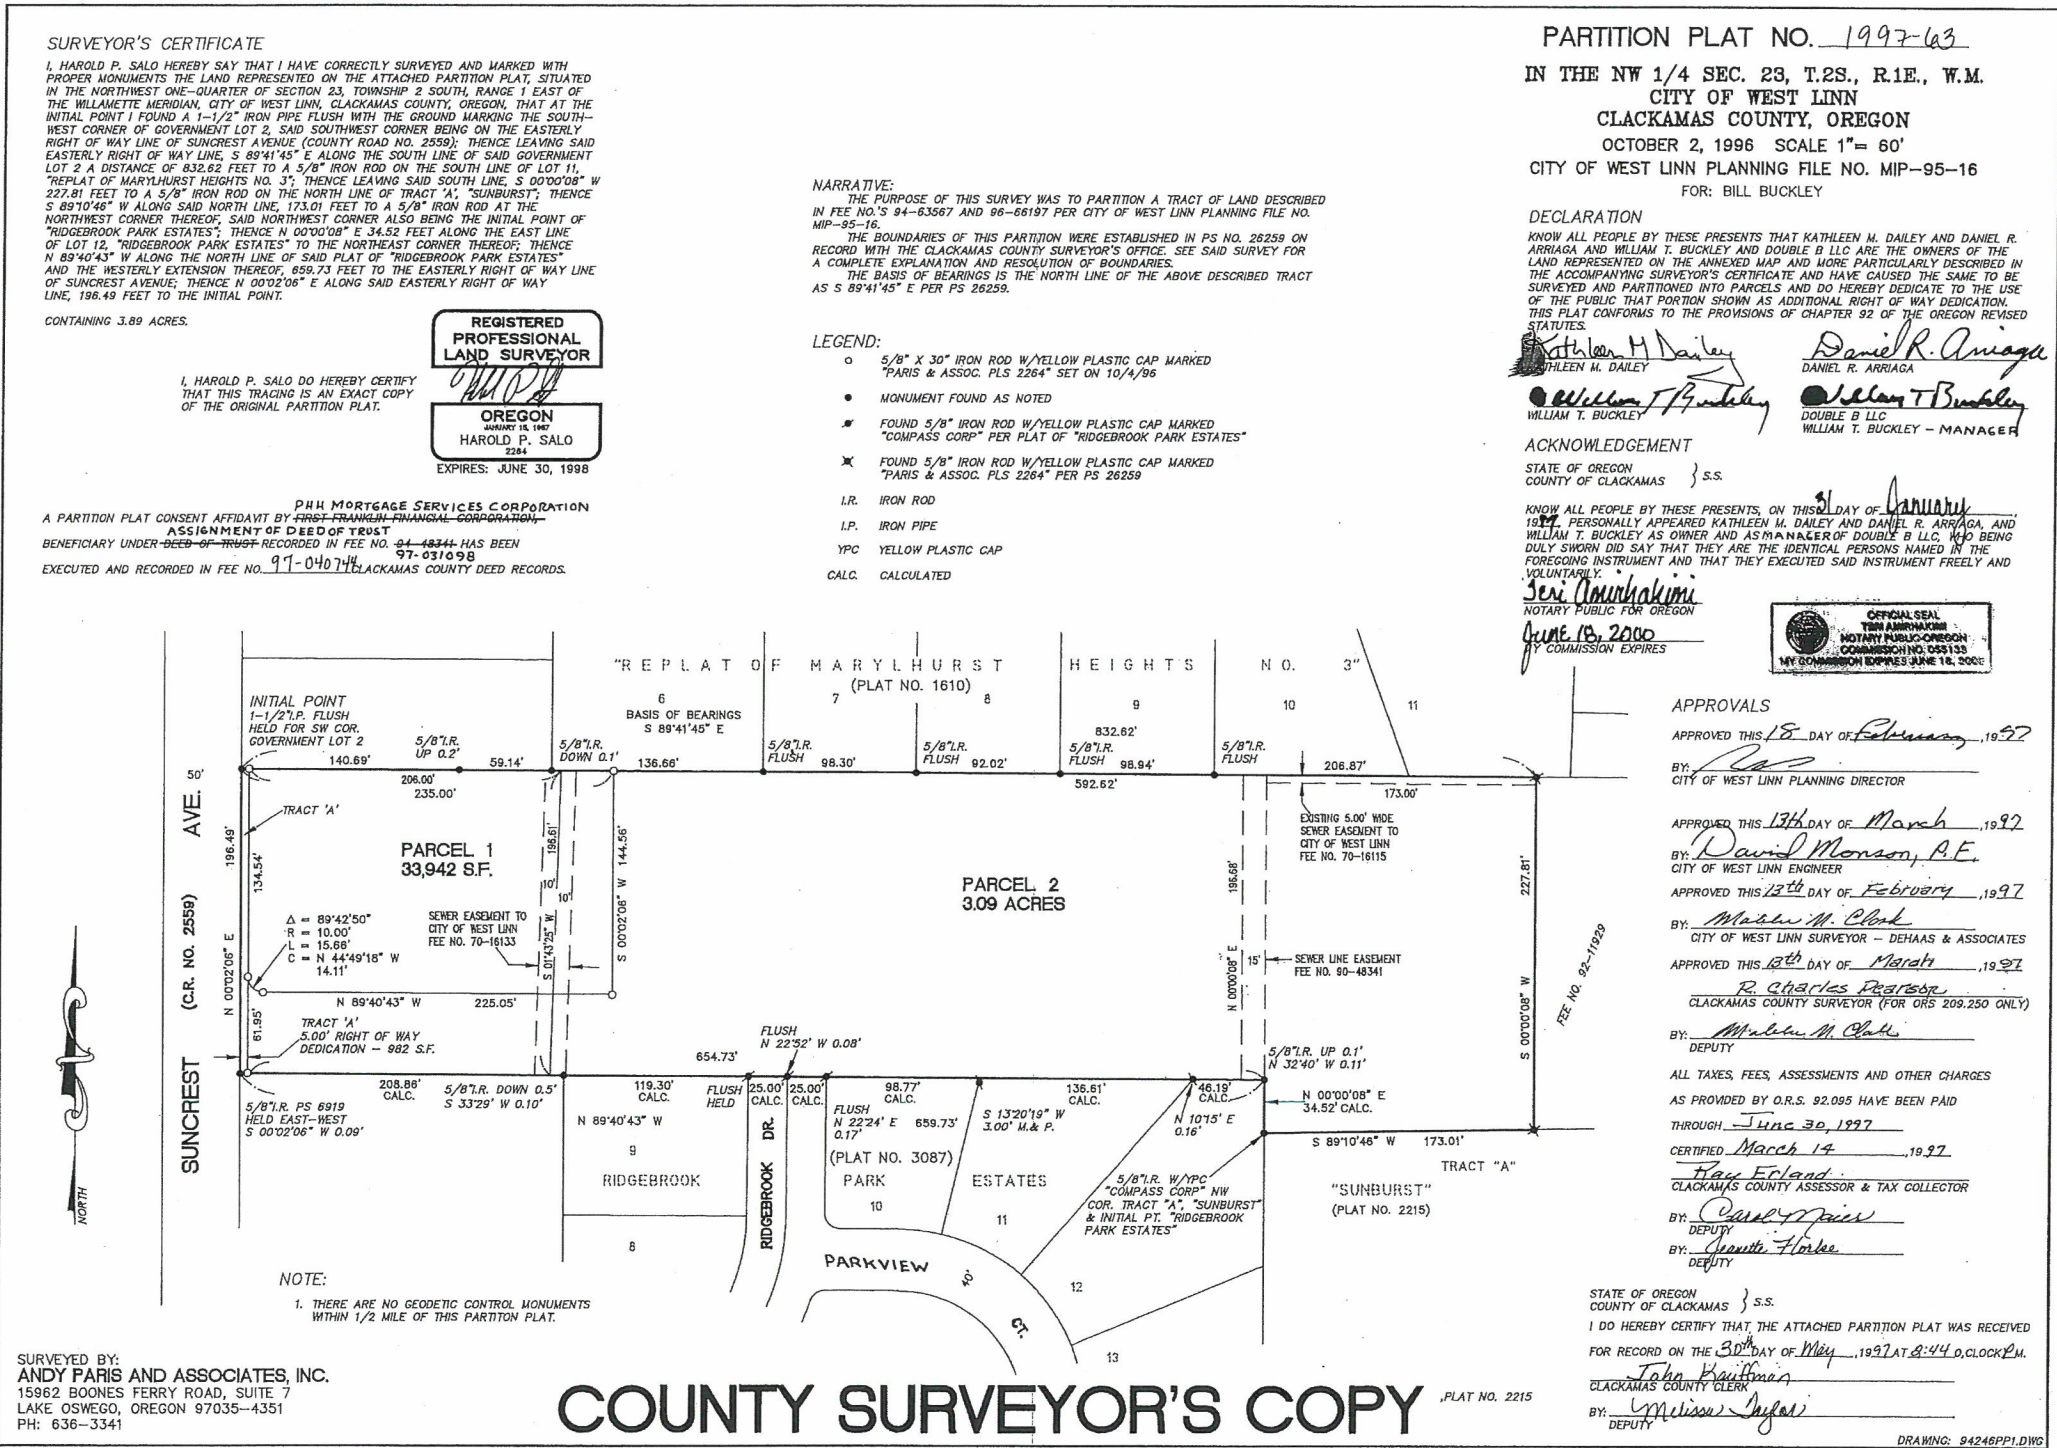 SURVEYOR'S CERTIFICATE
I, HAROLD P. SALO HEREBY SAY THAT I HAVE CORRECTLY SURVEYED AND MARKED WITH
PROPER MONUMENTS THE LAND REPRESENTED ON THE ATTACHED PARTITION PLAT, SITUATED
IN THE NORTHWEST ONE-QUARTER OF SECTION 23, TOWNSHIP 2 SOUTH, RANGE 1 EAST OF
THE WILLAMETTE MERIDIAN, CITY OF WEST LINN, CLACKAMAS COUNTY, OREGON, THAT AT THE
INITIAL POINT I FOUND A 1-1/2" IRON PIPE FLUSH WITH THE GROUND MARKING THE SOUTH-
WEST CORNER OF GOVERNMENT LOT 2, SAID SOUTHWEST CORNER BEING ON THE EASTERLY
RIGHT OF WAY LINE OF SUNCREST AVENUE (COUNTY ROAD NO. 2559); THENCE LEAVING SAID
EASTERLY RIGHT OF WAY LINE, S 89°41'45" E ALONG THE SOUTH LINE OF SAID GOVERNMENT
LOT 2 A DISTANCE OF 832.62 FEET TO A 5/8" IRON ROD ON THE SOUTH LINE OF LOT 11,
"REPLAT OF MARYLHURST HEIGHTS NO. 3"; THENCE LEAVING SAID SOUTH LINE, S 00°00'08" W
227.81 FEET TO A 5/8" IRON ROD ON THE NORTH LINE OF TRACT 'A', "SUNBURST"; THENCE
S 89°10'46" W ALONG SAID NORTH LINE, 173.01 FEET TO A 5/8" IRON ROD AT THE
NORTHWEST CORNER THEREOF, SAID NORTHWEST CORNER ALSO BEING THE INITIAL POINT OF
"RIDGEBROOK PARK ESTATES"; THENCE N 00°00'08" E 34.52 FEET ALONG THE EAST LINE
OF LOT 12, "RIDGEBROOK PARK ESTATES" TO THE NORTHEAST CORNER THEREOF; THENCE
N 89°40'43" W ALONG THE NORTH LINE OF SAID PLAT OF "RIDGEBROOK PARK ESTATES"
AND THE WESTERLY EXTENSION THEREOF, 659.73 FEET TO THE EASTERLY RIGHT OF WAY LINE
OF SUNCREST AVENUE; THENCE N 00°02'06" E ALONG SAID EASTERLY RIGHT OF WAY
LINE, 196.49 FEET TO THE INITIAL POINT.
CONTAINING 3.89 ACRES.
I, HAROLD P. SALO DO HEREBY CERTIFY
THAT THIS TRACING IS AN EXACT COPY
OF THE ORIGINAL PARTITION PLAT.
REGISTERED
PROFESSIONAL
LAND SURVEYOR
OREGON
HAROLD P. SALO
2264
EXPIRES: JUNE 30, 1998
PHH MORTGAGE SERVICES CORPORATION
A PARTITION PLAT CONSENT AFFIDAVIT BY FIRST FRANKLIN FINANCIAL CORPORATION,
ASSIGNMENT OF DEED OF TRUST
BENEFICIARY UNDER DEED OF TRUST RECORDED IN FEE NO. 94-48341 HAS BEEN
97-031098
EXECUTED AND RECORDED IN FEE NO. 97-040744 CLACKAMAS COUNTY DEED RECORDS.
NARRATIVE:
THE PURPOSE OF THIS SURVEY WAS TO PARTITION A TRACT OF LAND DESCRIBED
IN FEE NO.'S 94-63567 AND 96-66197 PER CITY OF WEST LINN PLANNING FILE NO.
MIP-95-16.
THE BOUNDARIES OF THIS PARTITION WERE ESTABLISHED IN PS NO. 26259 ON
RECORD WITH THE CLACKAMAS COUNTY SURVEYOR'S OFFICE. SEE SAID SURVEY FOR
A COMPLETE EXPLANATION AND RESOLUTION OF BOUNDARIES.
THE BASIS OF BEARINGS IS THE NORTH LINE OF THE ABOVE DESCRIBED TRACT
AS S 89°41'45" E PER PS 26259.
LEGEND:
5/8" X 30" IRON ROD W/YELLOW PLASTIC CAP MARKED
"PARIS & ASSOC. PLS 2264" SET ON 10/4/96
MONUMENT FOUND AS NOTED
FOUND 5/8" IRON ROD W/YELLOW PLASTIC CAP MARKED
"COMPASS CORP" PER PLAT OF "RIDGEBROOK PARK ESTATES"
FOUND 5/8" IRON ROD W/YELLOW PLASTIC CAP MARKED
"PARIS & ASSOC. PLS 2264" PER PS 26259
I.R. IRON ROD
I.P. IRON PIPE
YPC YELLOW PLASTIC CAP
CALC. CALCULATED
PARTITION PLAT NO. 1997-63
IN THE NW 1/4 SEC. 23, T.2S., R.1E., W.M.
CITY OF WEST LINN
CLACKAMAS COUNTY, OREGON
OCTOBER 2, 1996 SCALE 1"= 60'
CITY OF WEST LINN PLANNING FILE NO. MIP-95-16
FOR: BILL BUCKLEY
DECLARATION
KNOW ALL PEOPLE BY THESE PRESENTS THAT KATHLEEN M. DAILEY AND DANIEL R.
ARRIAGA AND WILLIAM T. BUCKLEY AND DOUBLE B LLC ARE THE OWNERS OF THE
LAND REPRESENTED ON THE ANNEXED MAP AND MORE PARTICULARLY DESCRIBED IN
THE ACCOMPANYING SURVEYOR'S CERTIFICATE AND HAVE CAUSED THE SAME TO BE
SURVEYED AND PARTITIONED INTO PARCELS AND DO HEREBY DEDICATE TO THE USE
OF THE PUBLIC THAT PORTION SHOWN AS ADDITIONAL RIGHT OF WAY DEDICATION.
THIS PLAT CONFORMS TO THE PROVISIONS OF CHAPTER 92 OF THE OREGON REVISED
STATUTES.
Kathleen M Dailey
KATHLEEN M. DAILEY
Daniel R. Arriaga
DANIEL R. ARRIAGA
William T Buckley
WILLIAM T. BUCKLEY
William T Buckley
DOUBLE B LLC
WILLIAM T. BUCKLEY - MANAGER
ACKNOWLEDGEMENT
STATE OF OREGON
COUNTY OF CLACKAMAS } S.S.
KNOW ALL PEOPLE BY THESE PRESENTS, ON THIS 31 DAY OF January
1997, PERSONALLY APPEARED KATHLEEN M. DAILEY AND DANIEL R. ARRIAGA, AND
WILLIAM T. BUCKLEY AS OWNER AND AS MANAGER OF DOUBLE B LLC, WHO BEING
DULY SWORN DID SAY THAT THEY ARE THE IDENTICAL PERSONS NAMED IN THE
FOREGOING INSTRUMENT AND THAT THEY EXECUTED SAID INSTRUMENT FREELY AND
VOLUNTARILY.
Teri Amirhakimi
NOTARY PUBLIC FOR OREGON
June 18, 2000
MY COMMISSION EXPIRES
OFFICIAL SEAL
TERI AMIRHAKIMI
NOTARY PUBLIC-OREGON
COMMISSION NO. 055133
MY COMMISSION EXPIRES JUNE 18, 2000
APPROVALS
APPROVED THIS 18 DAY OF February, 1997
BY:
CITY OF WEST LINN PLANNING DIRECTOR
APPROVED THIS 13th DAY OF March, 1997
BY: David Monson, P.E.
CITY OF WEST LINN ENGINEER
APPROVED THIS 13th DAY OF February, 1997
BY: M. Clark
CITY OF WEST LINN SURVEYOR - DEHAAS & ASSOCIATES
APPROVED THIS 13th DAY OF March, 1997
R. Charles Pearson
CLACKAMAS COUNTY SURVEYOR (FOR ORS 209.250 ONLY)
BY: M. Clark
DEPUTY
ALL TAXES, FEES, ASSESSMENTS AND OTHER CHARGES
AS PROVIDED BY O.R.S. 92.095 HAVE BEEN PAID
THROUGH June 30, 1997
CERTIFIED March 14, 1997
Ray Erland
CLACKAMAS COUNTY ASSESSOR & TAX COLLECTOR
BY: Carol Maier
DEPUTY
BY: Jeanette
DEPUTY
STATE OF OREGON
COUNTY OF CLACKAMAS } S.S.
I DO HEREBY CERTIFY THAT THE ATTACHED PARTITION PLAT WAS RECEIVED
FOR RECORD ON THE 30th DAY OF May, 1997 AT 8:44 O,CLOCK P.M.
John Kauffman
CLACKAMAS COUNTY CLERK
BY: Melissa Taylor
DEPUTY
DRAWING: 94246PP1.DWG
"REPLAT OF MARYLHURST HEIGHTS NO. 3"
(PLAT NO. 1610)
6
7
8
9
10
11
BASIS OF BEARINGS
S 89°41'45" E
832.62'
INITIAL POINT
1-1/2" I.P. FLUSH
HELD FOR SW COR.
GOVERNMENT LOT 2
5/8" I.R.
UP 0.2'
5/8" I.R.
DOWN 0.1'
5/8" I.R.
FLUSH
5/8" I.R.
FLUSH
5/8" I.R.
FLUSH
5/8" I.R.
FLUSH
140.69'
59.14'
136.66'
98.30'
92.02'
98.94'
206.87'
206.00'
235.00'
592.62'
173.00'
50'
SUNCREST (C.R. NO. 2559) AVE.
TRACT 'A'
N 00°02'06" E 196.49'
134.54'
61.95'
PARCEL 1
33,942 S.F.
Δ = 89°42'50"
R = 10.00'
L = 15.66'
C = N 44°49'18" W
14.11'
SEWER EASEMENT TO
CITY OF WEST LINN
FEE NO. 70-16133
10'
10'
S 01°43'25" W 196.61'
S 00°02'06" W 144.56'
N 89°40'43" W 225.05'
TRACT 'A'
5.00' RIGHT OF WAY
DEDICATION - 982 S.F.
PARCEL 2
3.09 ACRES
EXISTING 5.00' WIDE
SEWER EASEMENT TO
CITY OF WEST LINN
FEE NO. 70-16115
N 00°00'08" E 195.68'
15'
SEWER LINE EASEMENT
FEE NO. 90-48341
S 00°00'08" W 227.81'
FEE NO. 92-11929
FLUSH
N 22°52' W 0.08'
654.73'
5/8" I.R. UP 0.1'
N 32°40' W 0.11'
208.86'
CALC.
5/8" I.R. DOWN 0.5'
S 33°29' W 0.10'
119.30'
CALC.
FLUSH
HELD
25.00'
CALC.
25.00'
CALC.
98.77'
CALC.
136.61'
CALC.
46.19'
CALC.
N 00°00'08" E
34.52' CALC.
5/8" I.R. PS 6919
HELD EAST-WEST
S 00°02'06" W 0.09'
N 89°40'43" W
659.73'
FLUSH
N 22°24' E
0.17'
S 13°20'19" W
3.00' M.& P.
N 10°15' E
0.16'
S 89°10'46" W 173.01'
TRACT "A"
9
RIDGEBROOK
8
RIDGEBROOK DR.
(PLAT NO. 3087)
PARK
10
ESTATES
11
5/8" I.R. W/YPC
"COMPASS CORP" NW
COR. TRACT "A", "SUNBURST"
& INITIAL PT. "RIDGEBROOK
PARK ESTATES"
"SUNBURST"
(PLAT NO. 2215)
PARKVIEW
40'
CT.
12
13
NORTH
NOTE:
1. THERE ARE NO GEODETIC CONTROL MONUMENTS
WITHIN 1/2 MILE OF THIS PARTITON PLAT.
SURVEYED BY:
ANDY PARIS AND ASSOCIATES, INC.
15962 BOONES FERRY ROAD, SUITE 7
LAKE OSWEGO, OREGON 97035-4351
PH: 636-3341
COUNTY SURVEYOR'S COPY
,PLAT NO. 2215